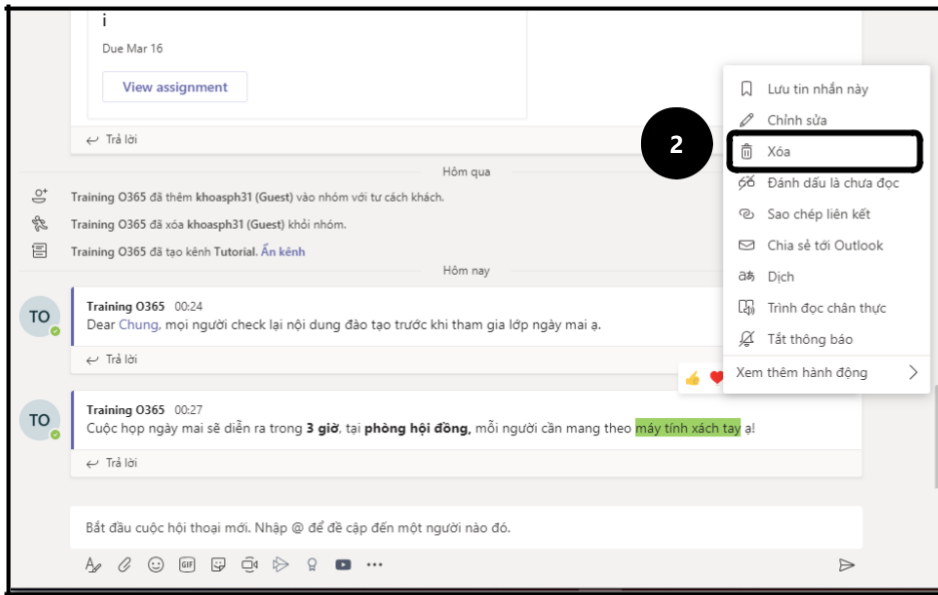 i
Due Mar 16
View assignment
Trả lời
Hôm qua
Training O365 đã thêm khoasph31 (Guest) vào nhóm với tư cách khách.
Training O365 đã xóa khoasph31 (Guest) khỏi nhóm.
Training O365 đã tạo kênh Tutorial. Ẩn kênh
Hôm nay
TO
Training O365 00:24
Dear Chung, mọi người check lại nội dung đào tạo trước khi tham gia lớp ngày mai ạ.
Trả lời
TO
Training O365 00:27
Cuộc họp ngày mai sẽ diễn ra trong 3 giờ, tại phòng hội đồng, mỗi người cần mang theo máy tính xách tay ạ!
Trả lời
Bắt đầu cuộc hội thoại mới. Nhập @ để đề cập đến một người nào đó.
GIF
2
Lưu tin nhắn này
Chỉnh sửa
Xóa
Đánh dấu là chưa đọc
Sao chép liên kết
Chia sẻ tới Outlook
Dịch
Trình đọc chân thực
Tắt thông báo
Xem thêm hành động